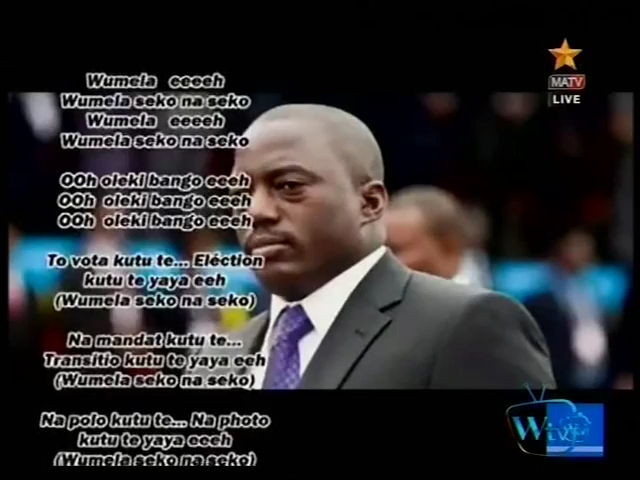 Wumela eeeeh
Wumela seko na seko
Wumela eeeeh
Wumela seko na seko
OOh oleki bango eeeh
OOh oleki bango eeeh
OOh oleki bango eeeh
To vota kutu te... Eléction
kutu te yaya eeh
(Wumela seko na seko)
Na mandat kutu te...
Transitio kutu te yaya eeh
(Wumela seko na seko)
Na polo kutu te... Na photo
kutu te yaya eeeh
(Wumela seko na seko)
MATV
LIVE